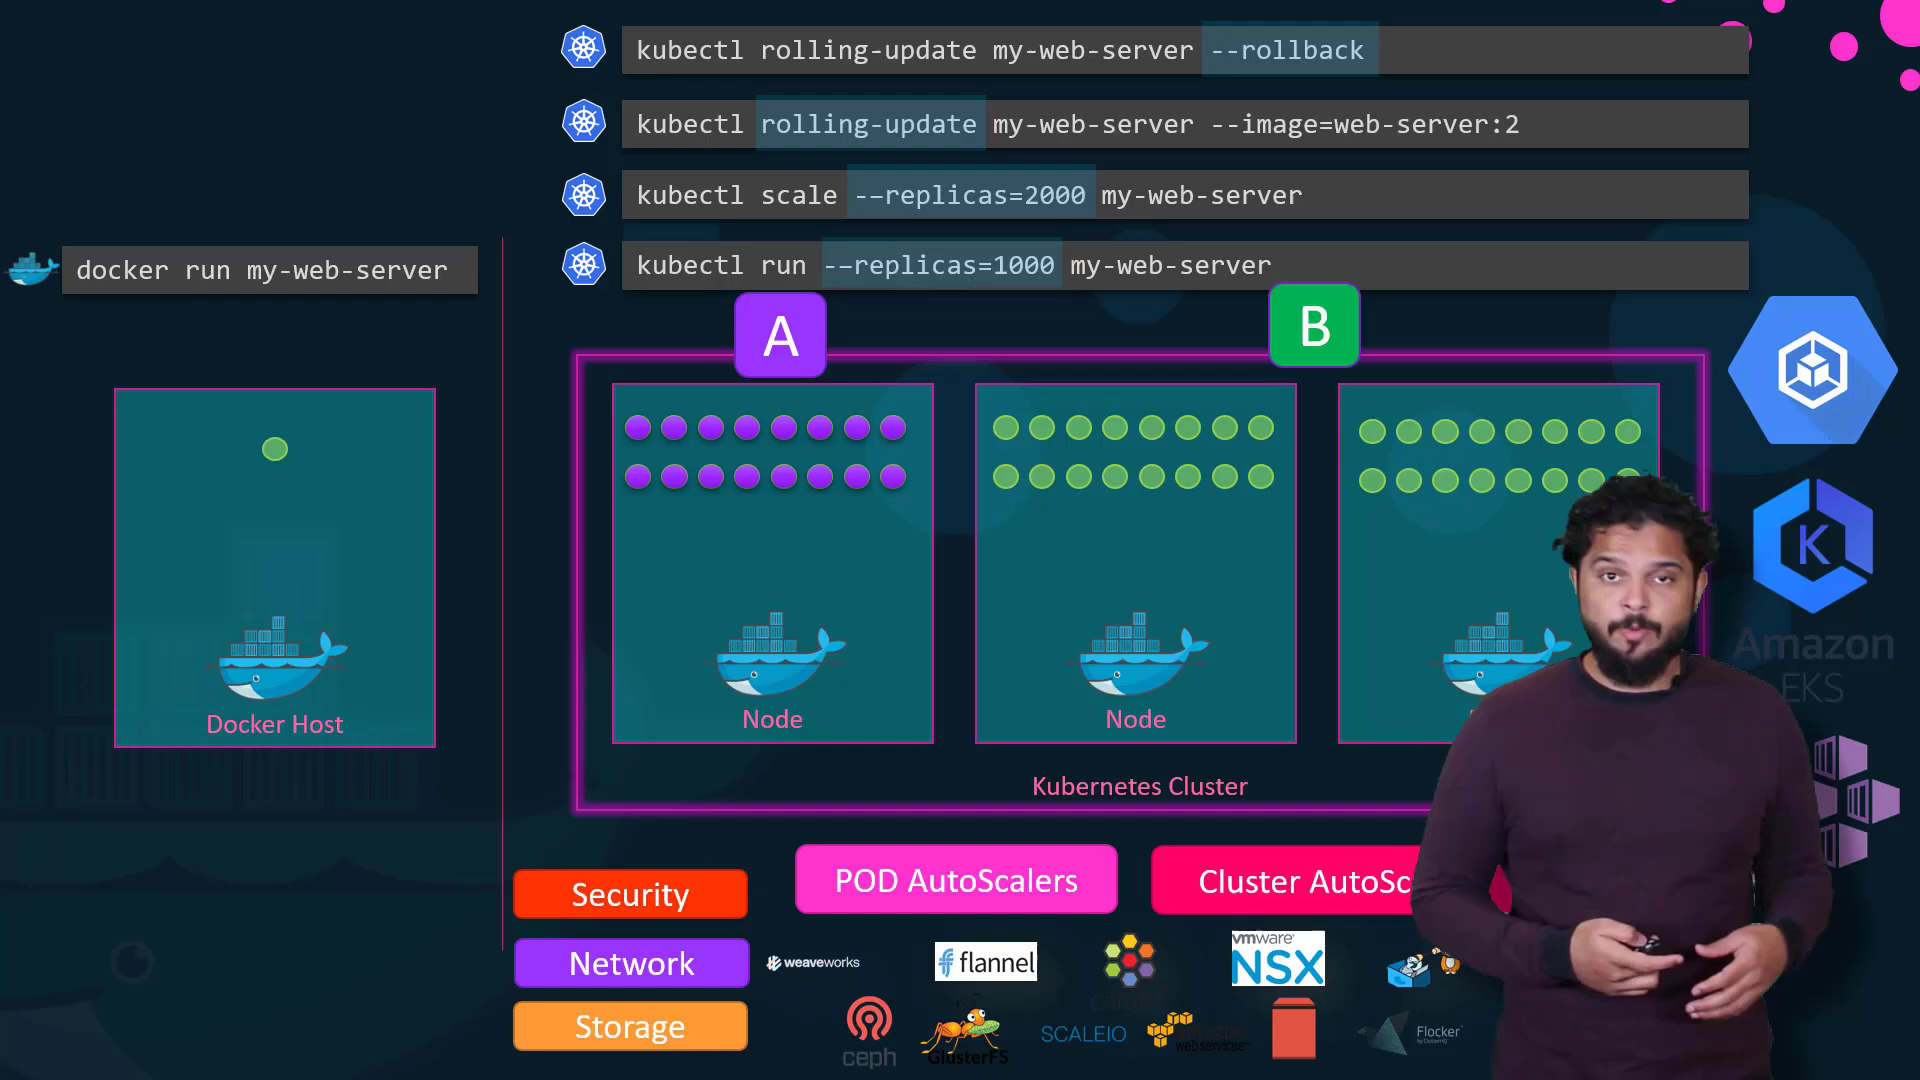 kubectl rolling-update my-web-server --rollback
kubectl rolling-update my-web-server --image=web-server:2
kubectl scale --replicas=2000 my-web-server
kubectl run --replicas=1000 my-web-server
docker run my-web-server
A
B
K
Amazon
EKS
Docker Host
Node
Node
Kubernetes Cluster
POD AutoScalers
Cluster AutoSc
Security
Network
weaveworks
flannel
vmware
NSX
Storage
ceph
GlusterFS
SCALEIO
web services
Flocker